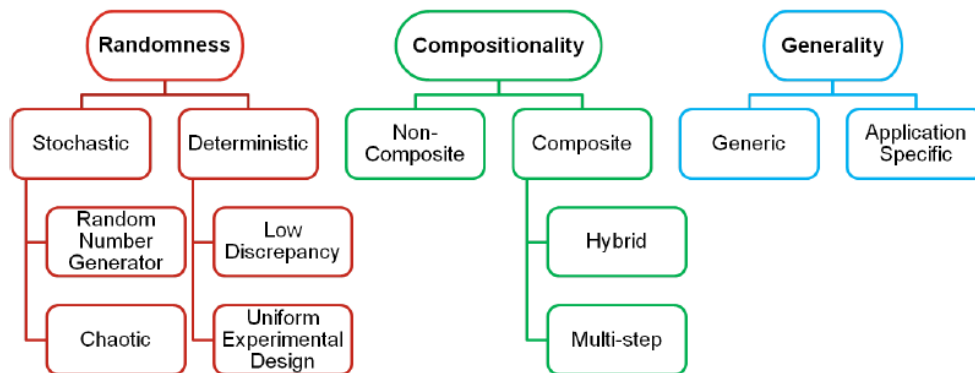 Randomness
Compositionality
Generality
Stochastic
Deterministic
Non-
Composite
Composite
Generic
Application
Specific
Random
Number
Generator
Low
Discrepancy
Hybrid
Chaotic
Uniform
Experimental
Design
Multi-step